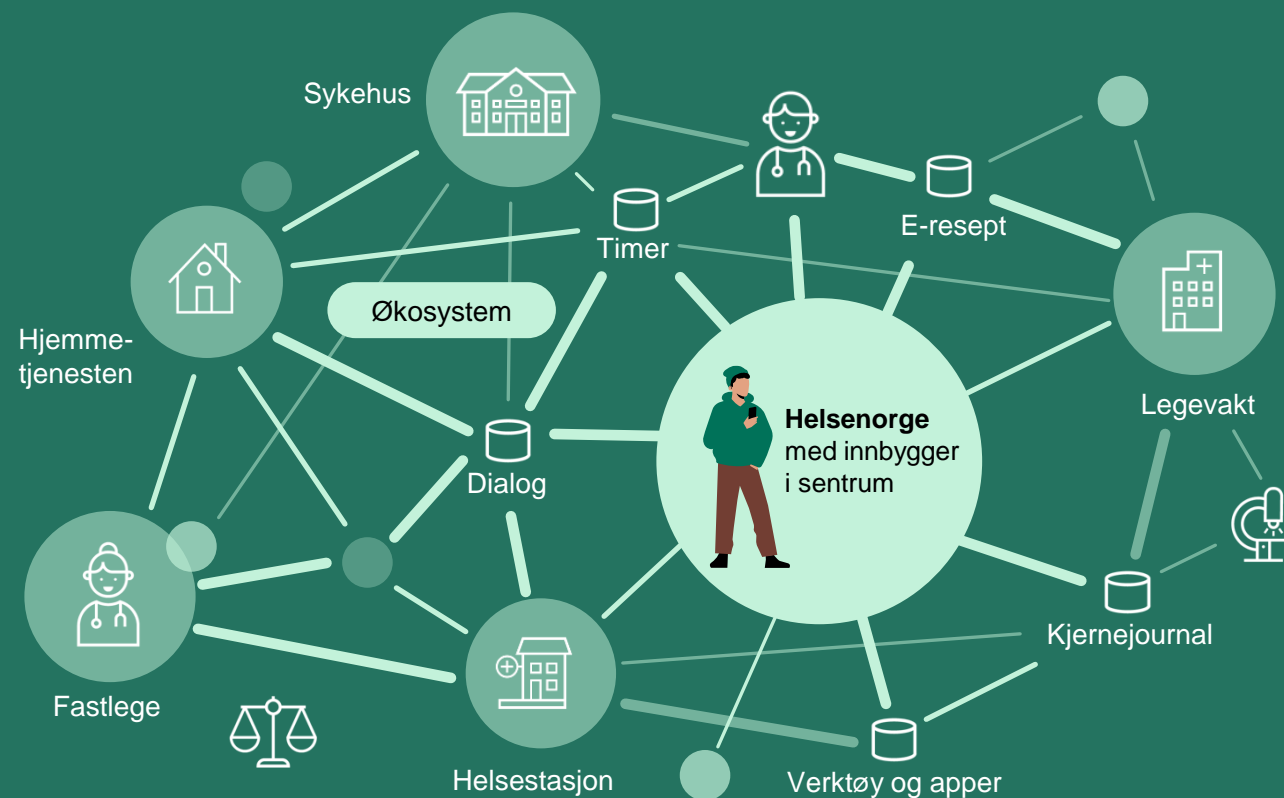 Sykehus
E-resept
Timer
Økosystem
Hjemme-
tjenesten
Legevakt
Helsenorge
med innbygger
i sentrum
Dialog
Kjernejournal
Fastlege
Helsestasjon
Verktøy og apper